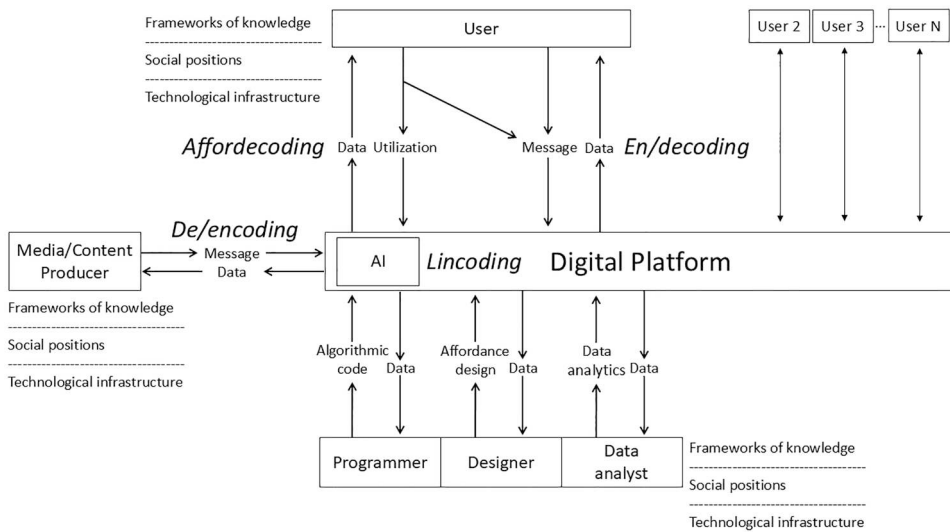 Frameworks of knowledge
Social positions
Technological infrastructure
User
User 2 User 3 ... User N
Affordecoding Data Utilization Message Data En/decoding
De/encoding
Media/Content
Producer
Message
Data
AI Lincoding Digital Platform
Frameworks of knowledge
Social positions
Technological infrastructure
Algorithmic
code
Data
Affordance
design
Data
Data
analytics
Data
Programmer
Designer
Data
analyst
Frameworks of knowledge
Social positions
Technological infrastructure